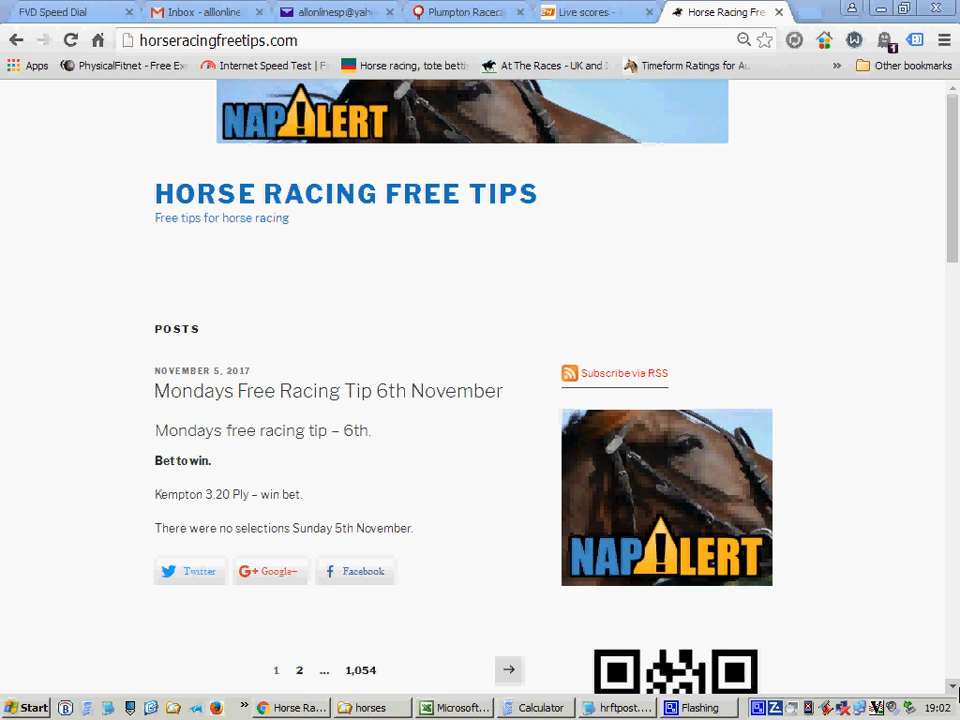 FVD Speed Dial
Inbox - allonline
allonlinesp@yah
Plumpton Raceca
Live scores -
Horse Racing Fre
horseracingfreetips.com
Apps
PhysicalFitnet - Free Ex
Internet Speed Test | F
Horse racing, tote betti
At The Races - UK and
Timeform Ratings for Au
»
Other bookmarks
NAP ALERT
HORSE RACING FREE TIPS
Free tips for horse racing
POSTS
NOVEMBER 5, 2017
Mondays Free Racing Tip 6th November
Mondays free racing tip – 6th.
Bet to win.
Kempton 3.20 Ply – win bet.
There were no selections Sunday 5th November.
Twitter
Google+
Facebook
1 2 ... 1,054
Subscribe via RSS
NAP ALERT
Start
»
Horse Ra...
horses
Microsoft...
Calculator
hrftpost....
Flashing
19:02